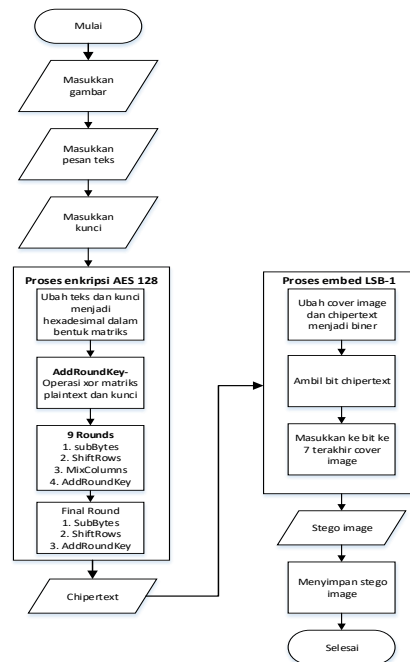 Mulai
Masukkan
gambar
Masukkan
pesan teks
Masukkan
kunci
Proses enkripsi AES 128
Ubah teks dan kunci
menjadi
hexadesimal dalam
bentuk matriks
AddRoundKey-
Operasi xor matriks
plaintext dan kunci
9 Rounds
1. subBytes
2. ShiftRows
3. MixColumns
4. AddRoundKey
Final Round
1. SubBytes
2. ShiftRows
3. AddRoundKey
Chipertext
Proses embed LSB-1
Ubah cover image
dan chipertext
menjadi biner
Ambil bit chipertext
Masukkan ke bit ke
7 terakhir cover
image
Stego image
Menyimpan stego
image
Selesai